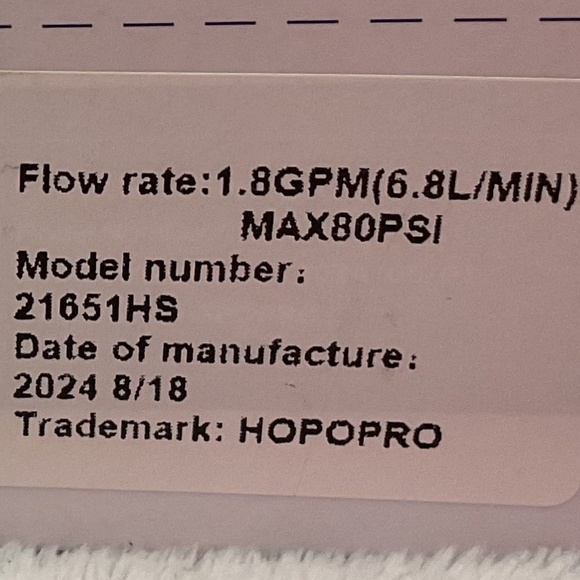 Flow rate:1.8GPM(6.8L/MIN)
MAX80PSI
Model number:
21651HS
Date of manufacture:
2024 8/18
Trademark: HOPOPRO